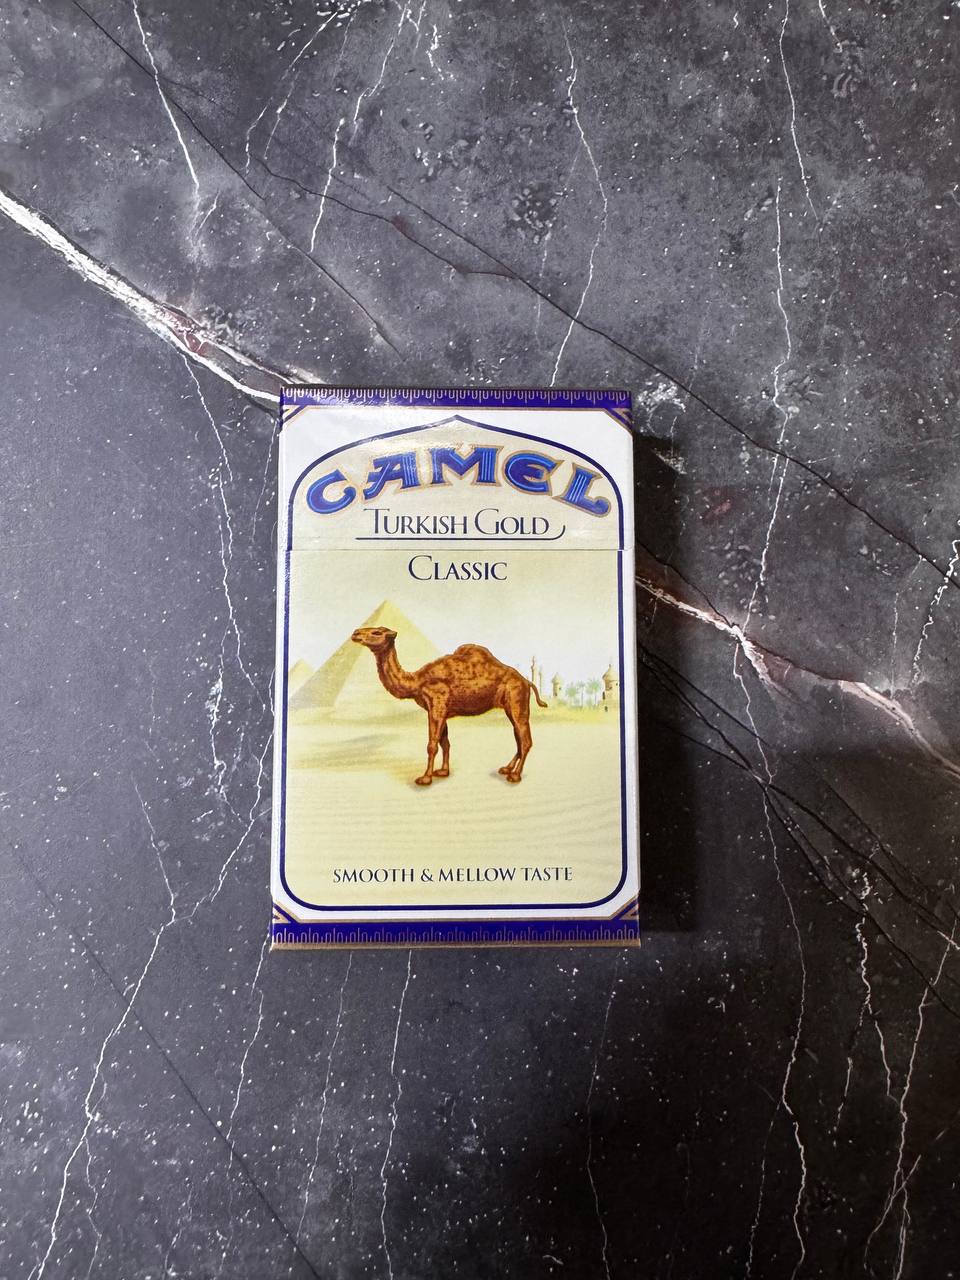 CAMEL
TURKISH GOLD
CLASSIC
SMOOTH & MELLOW TASTE